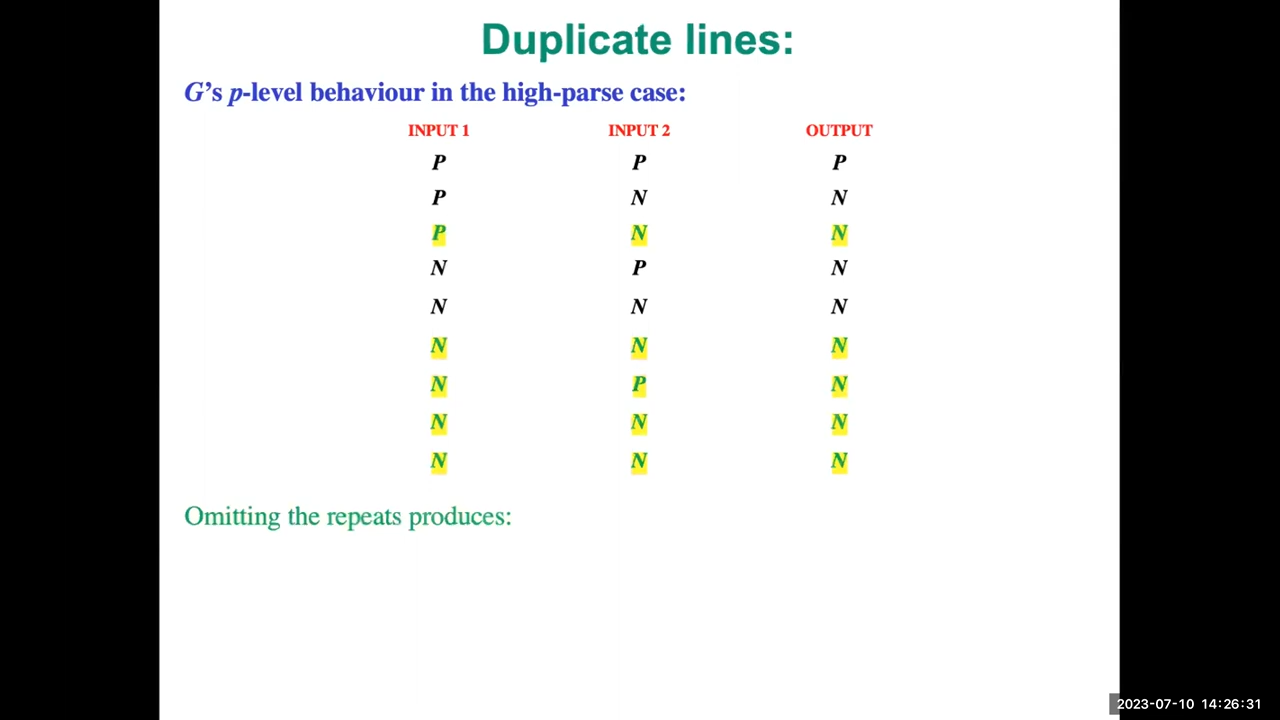 Duplicate lines:
G’s p-level behaviour in the high-parse case:
INPUT 1 INPUT 2 OUTPUT
P P P
P N N
P N N
N P N
N N N
N N N
N P N
N N N
N N N
Omitting the repeats produces:
2023-07-10 14:26:31